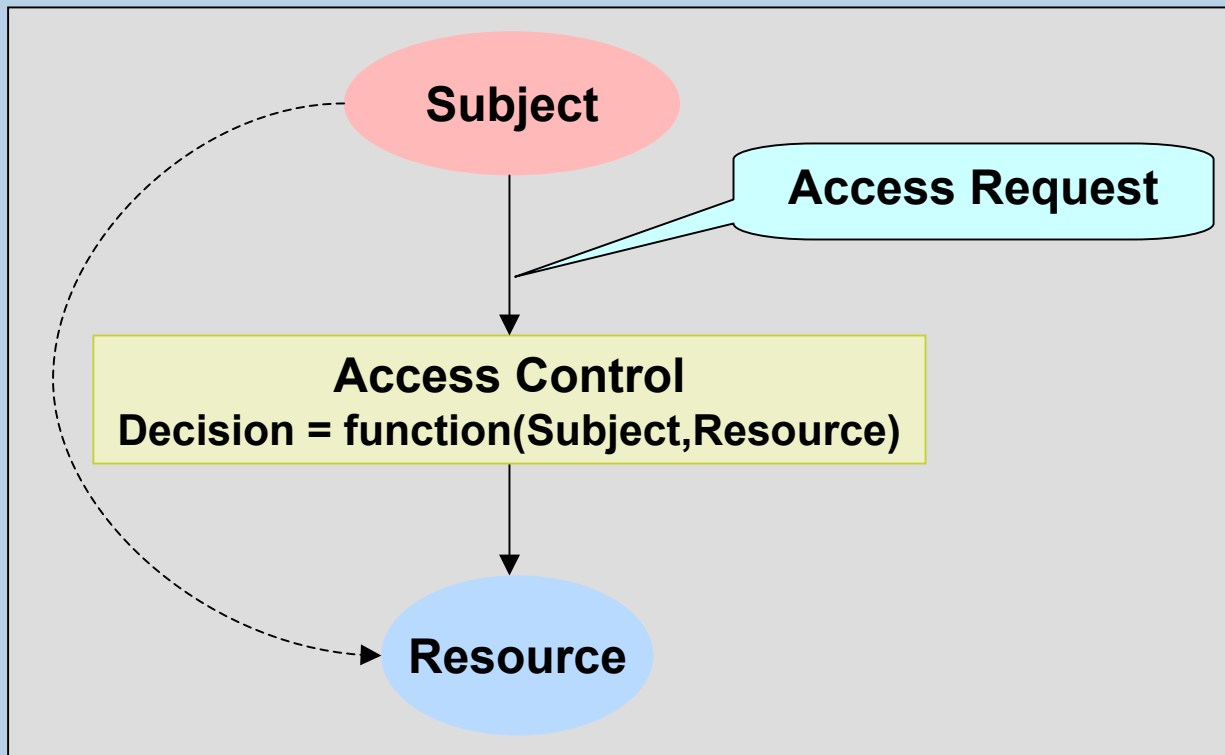 Subject
Access Request
Access Control
Decision = function(Subject,Resource)
Resource